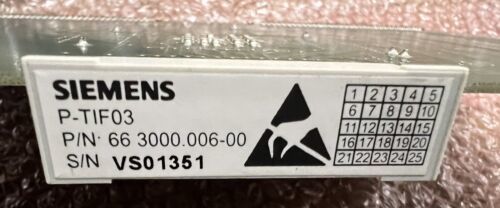 SIEMENS
P-TIF03
P/N: 66 3000.006-00
S/N VS01351
1 2 3 4 5
6 7 8 9 10
11 12 13 14 15
16 17 18 19 20
21 22 23 24 25